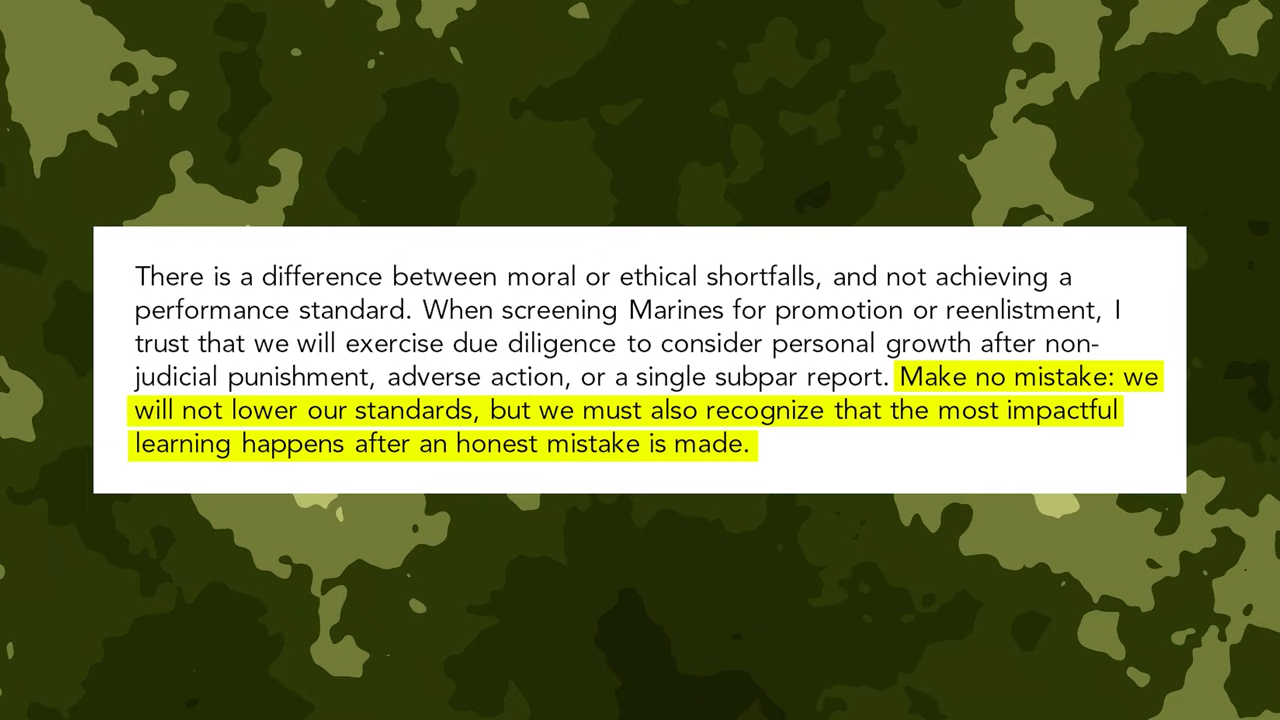 There is a difference between moral or ethical shortfalls, and not achieving a
performance standard. When screening Marines for promotion or reenlistment, I
trust that we will exercise due diligence to consider personal growth after non-
judicial punishment, adverse action, or a single subpar report. Make no mistake: we
will not lower our standards, but we must also recognize that the most impactful
learning happens after an honest mistake is made.